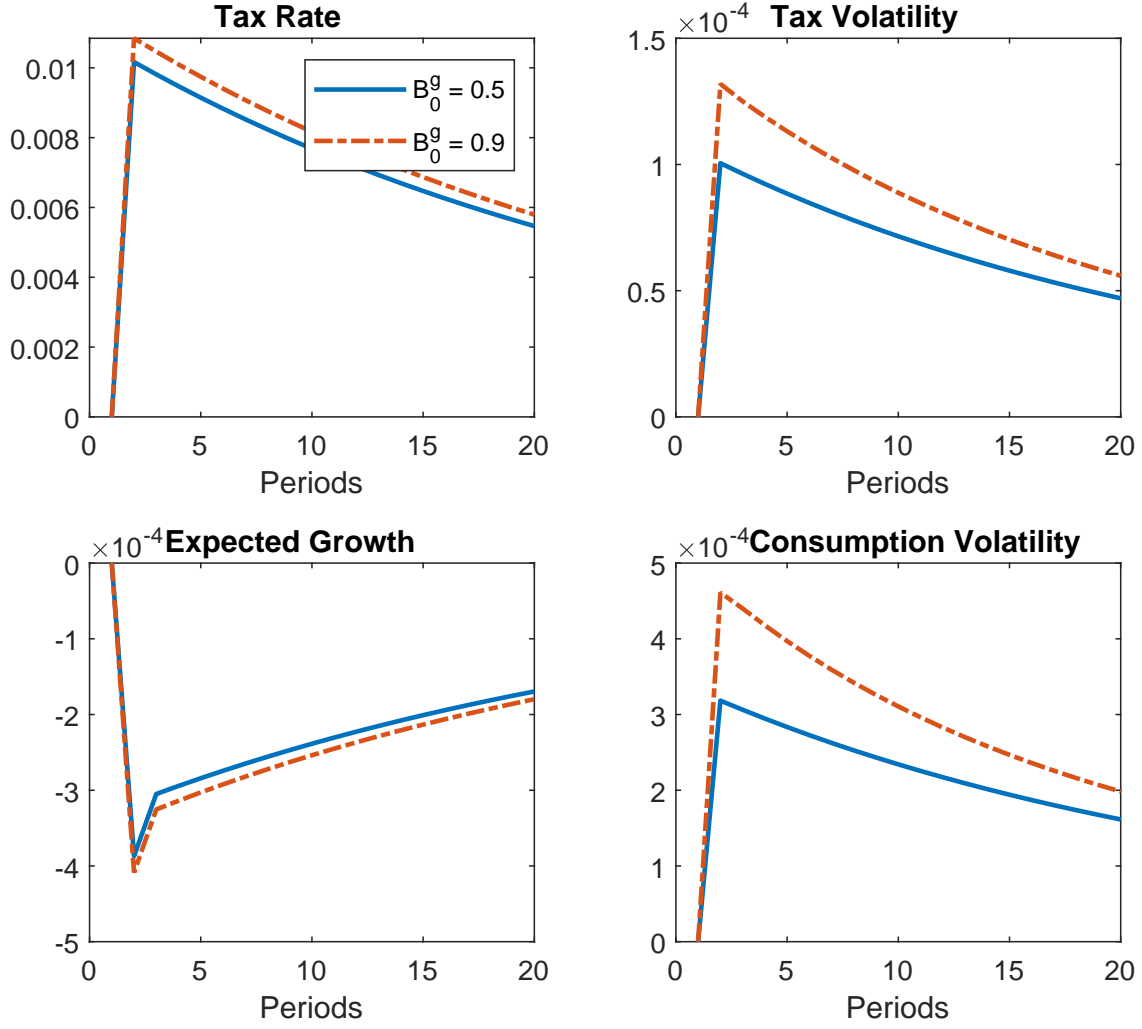 Tax Rate
B₀ᵍ = 0.5
B₀ᵍ = 0.9
0.01
0.008
0.006
0.004
0.002
0
0 5 10 15 20
Periods
×10⁻⁴ Tax Volatility
1.5
1
0.5
0
0 5 10 15 20
Periods
×10⁻⁴ Expected Growth
0
-1
-2
-3
-4
-5
0 5 10 15 20
Periods
×10⁻⁴ Consumption Volatility
5
4
3
2
1
0
0 5 10 15 20
Periods